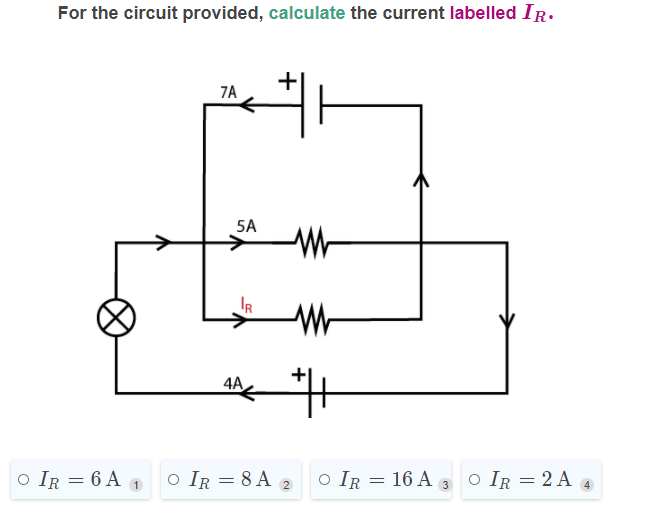 For the circuit provided, calculate the current labelled I_R.
7A +
5A
IR
4A +
I_R = 6 A 1 I_R = 8 A 2 I_R = 16 A 3 I_R = 2 A 4